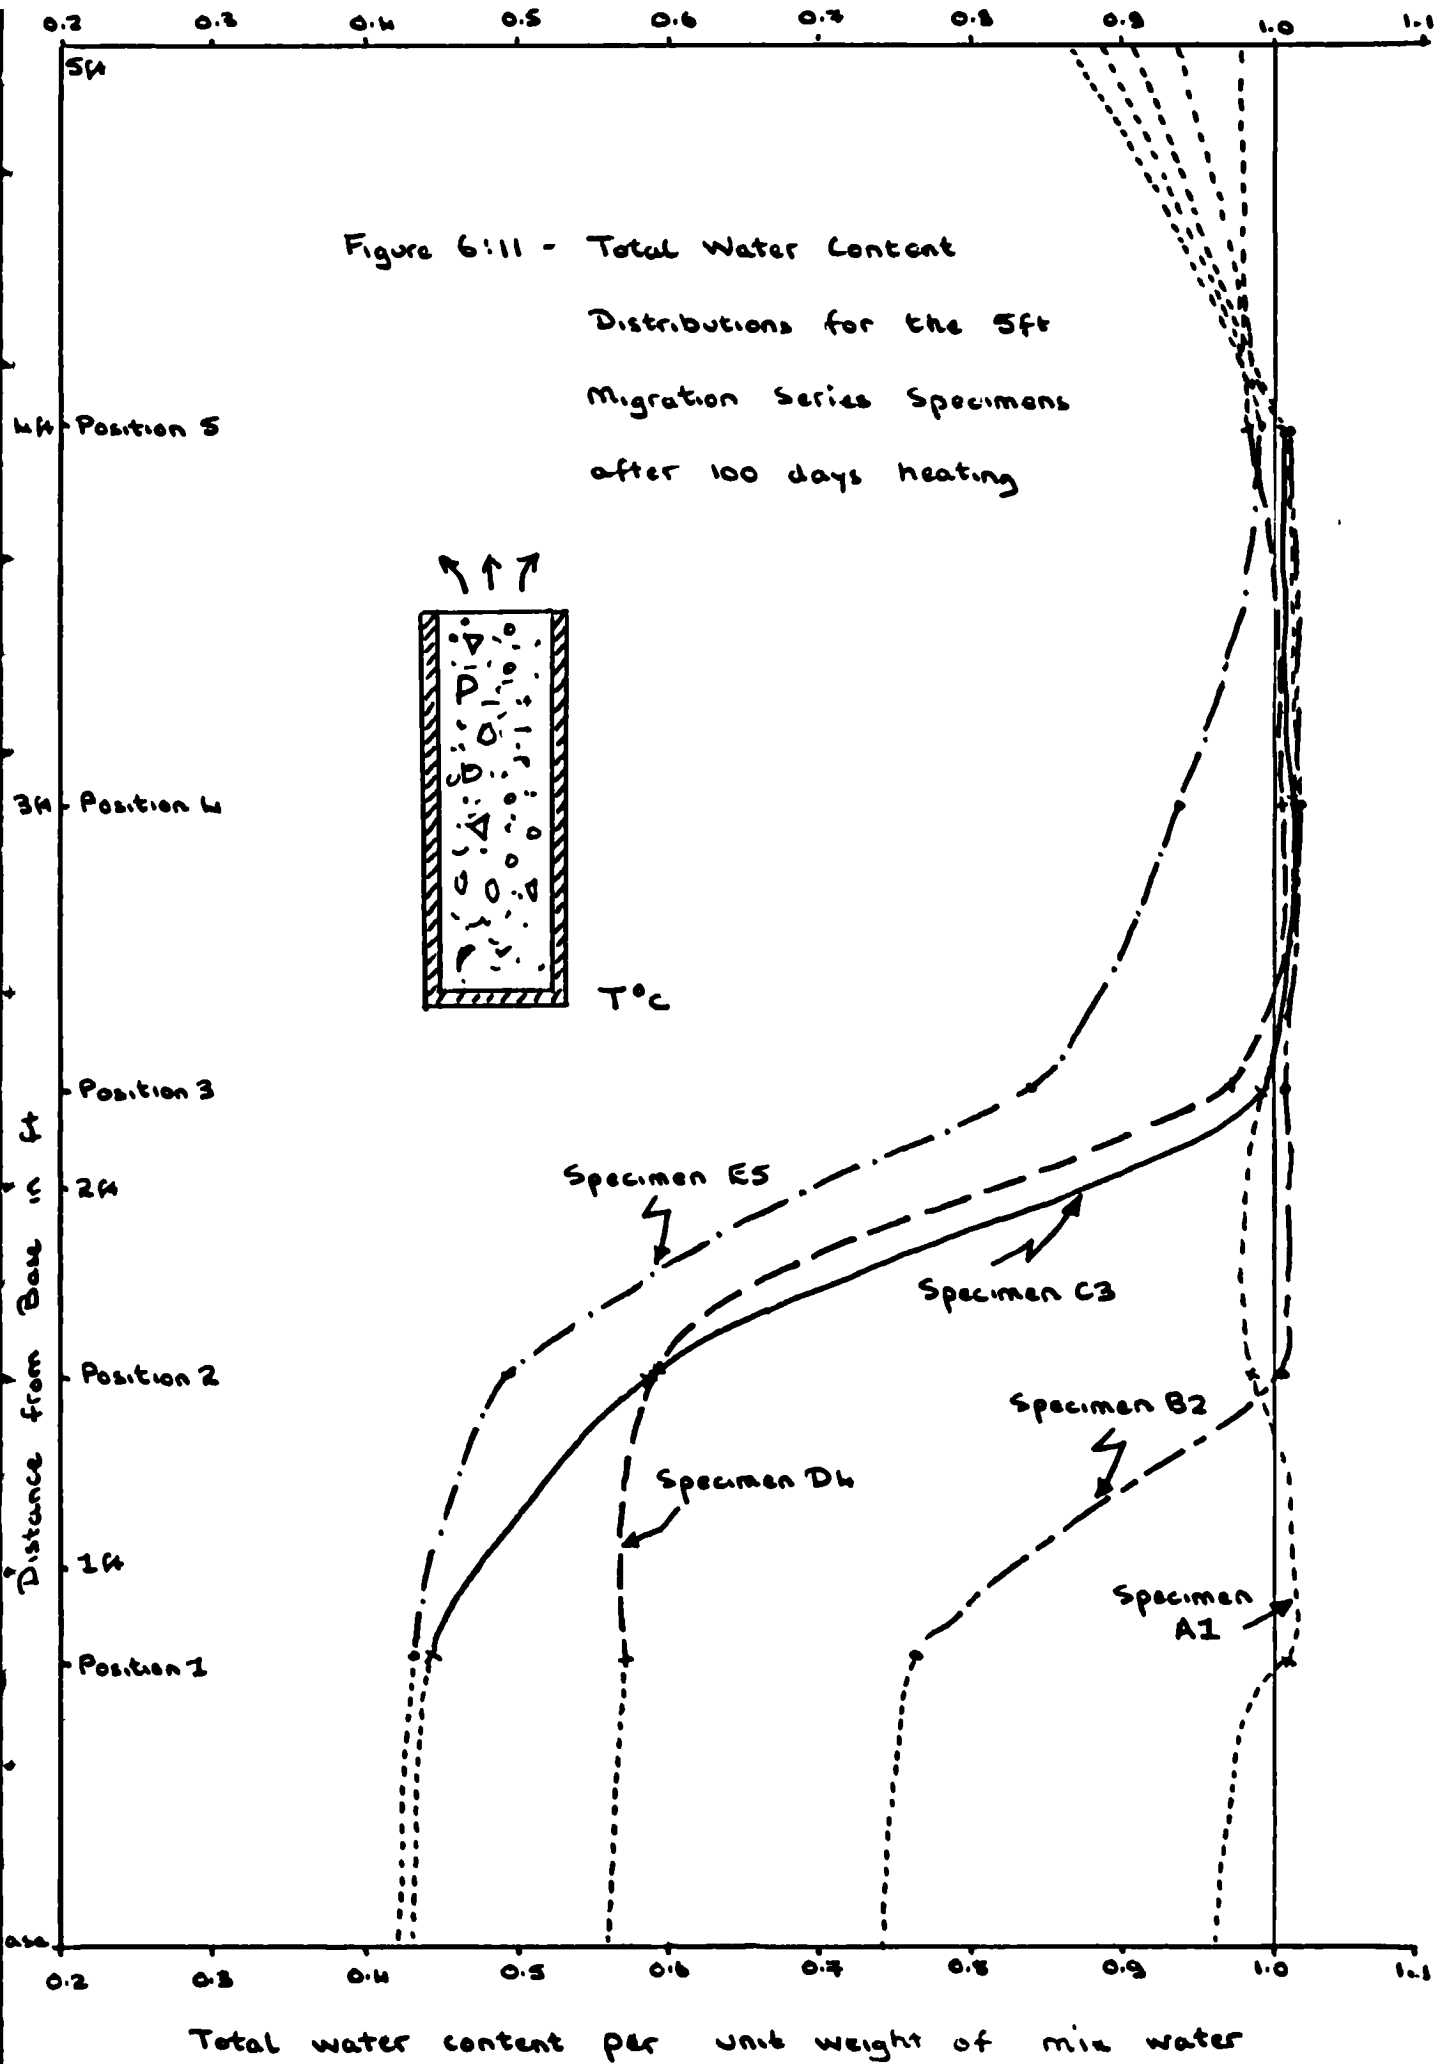 0.2 0.3 0.4 0.5 0.6 0.7 0.8 0.9 1.0 1.1
5ft
Figure 6:11 - Total Water Content
Distributions for the 5ft
Migration Series Specimens
after 100 days heating
4ft Position 5
3ft Position 4
T°C
Position 3
Specimen E5
2ft
Specimen C3
Position 2
Specimen B2
Specimen D4
1ft
Specimen
A1
Position 1
Distance from Base in ft
0.2 0.3 0.4 0.5 0.6 0.7 0.8 0.9 1.0 1.1
Total water content per unit weight of mix water